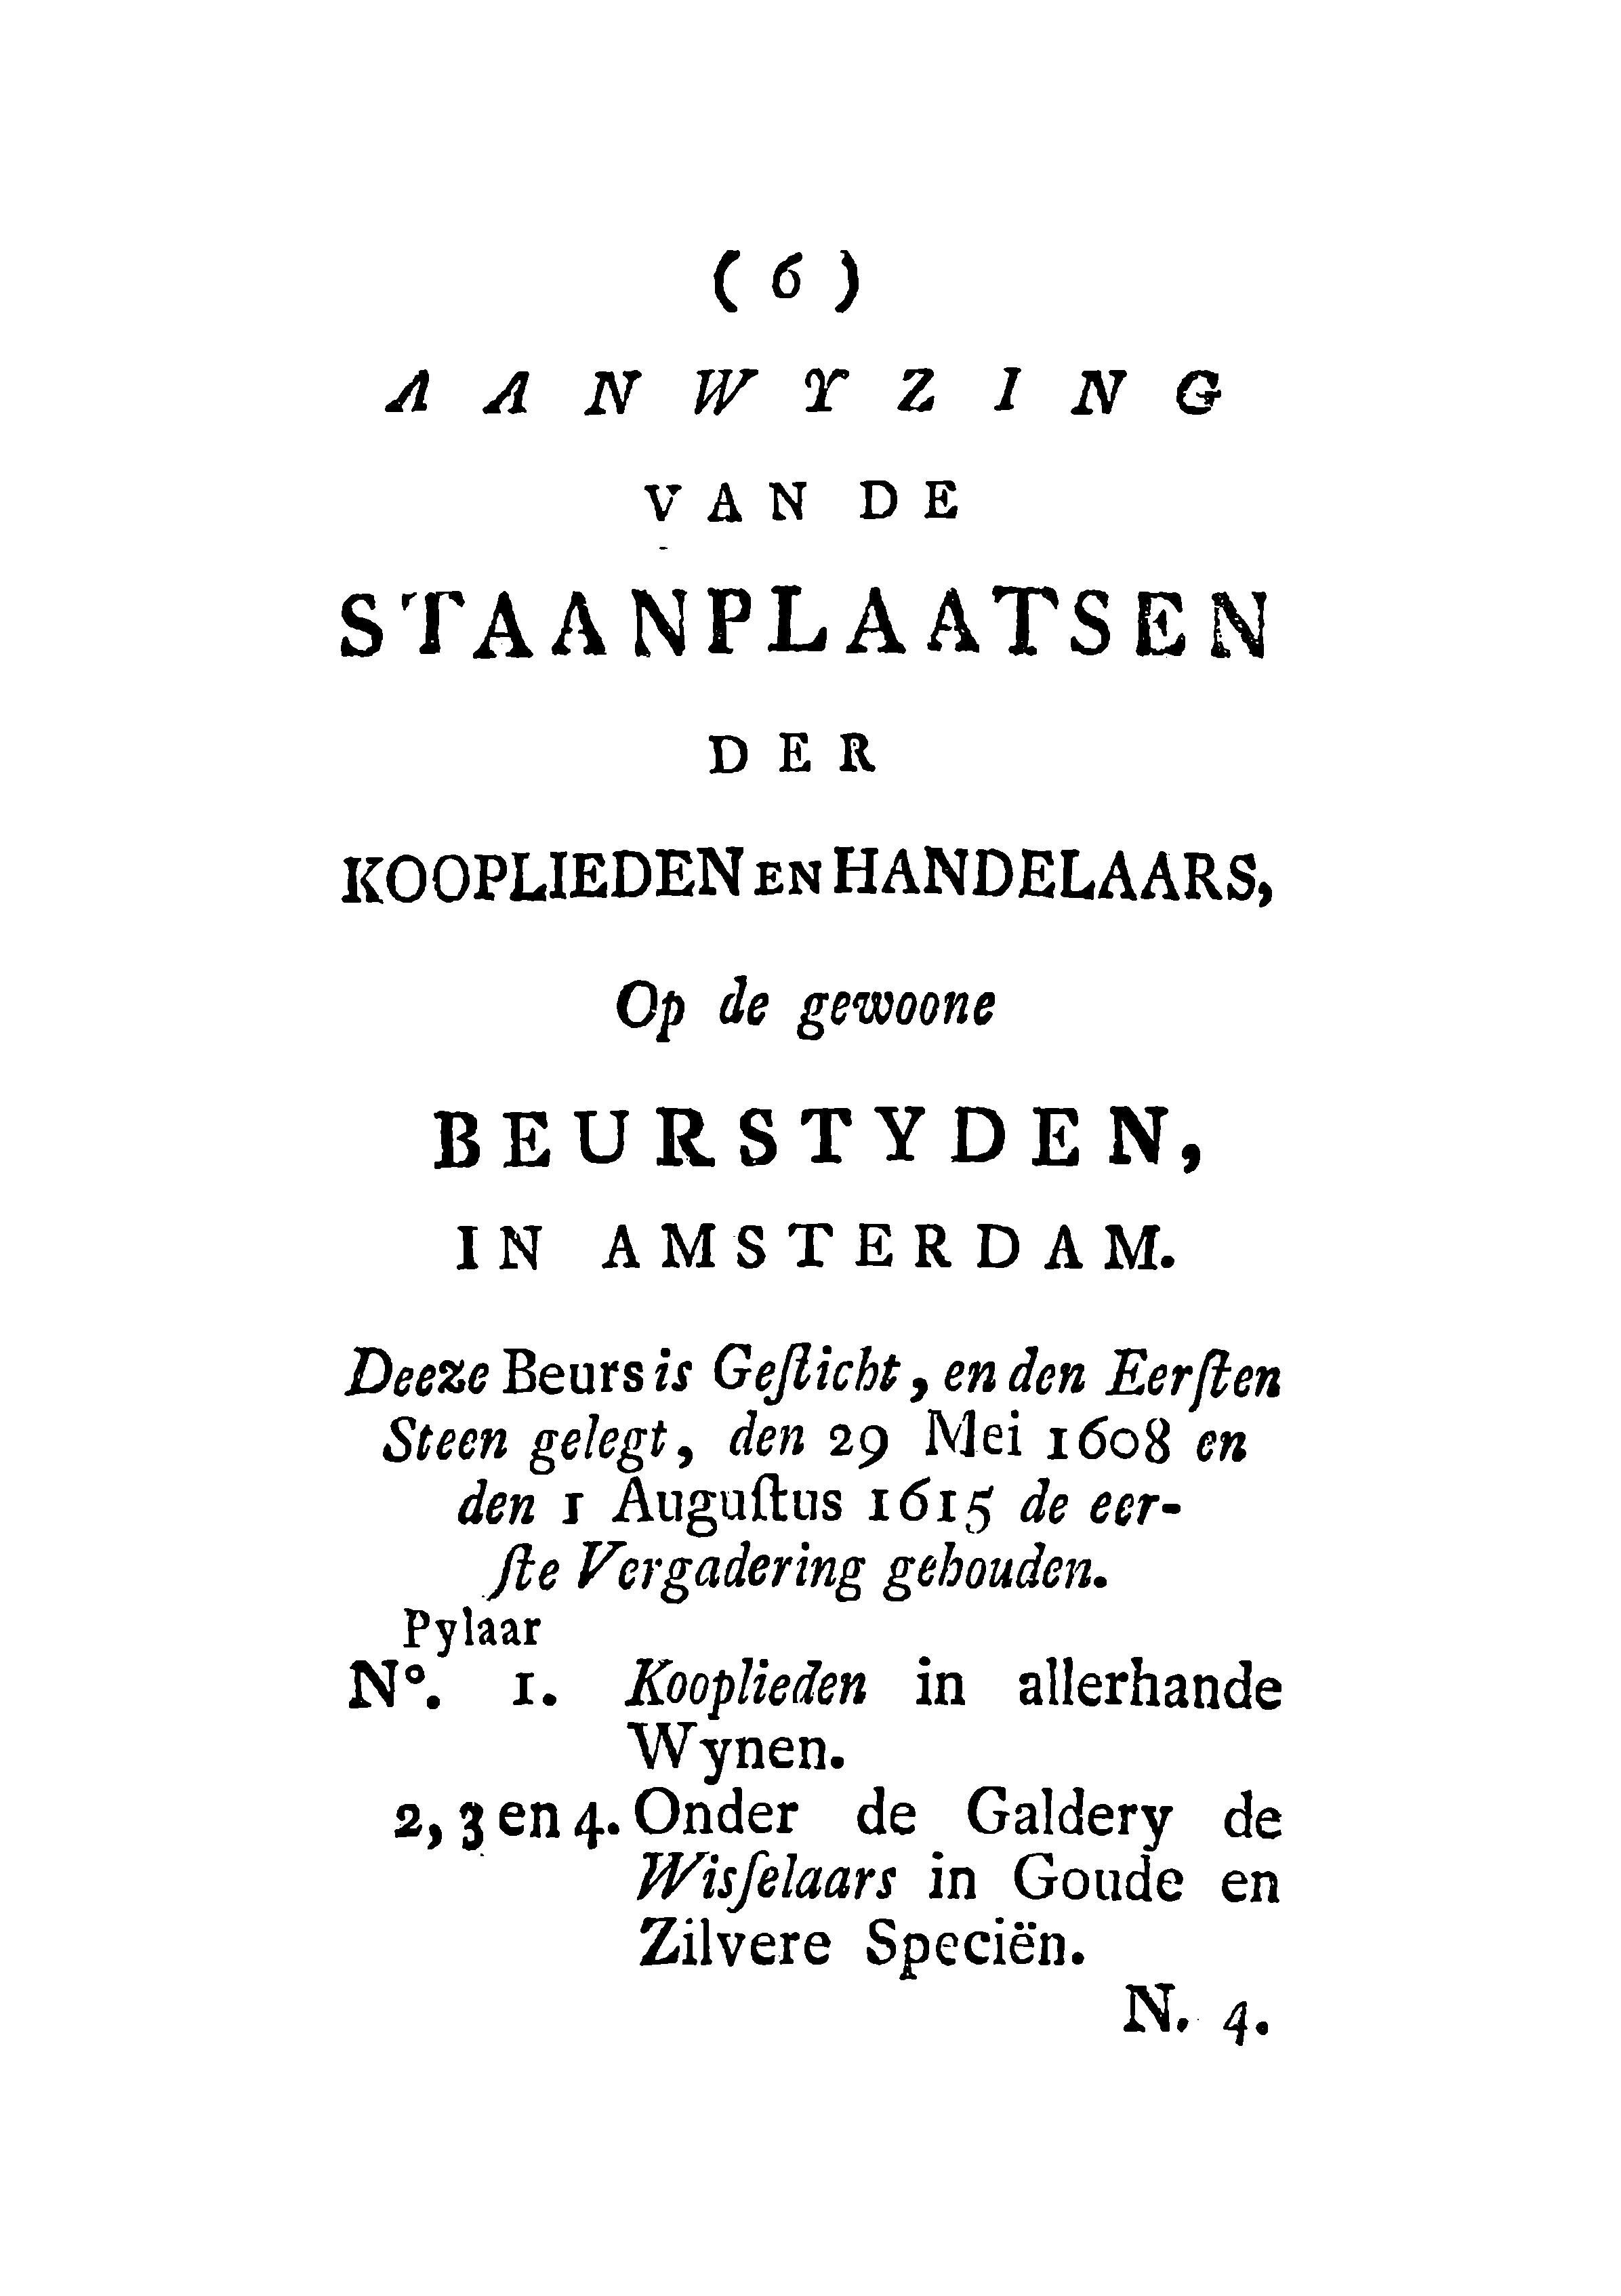 ( 6 )
AANWYZING
VAN DE
STAANPLAATSEN
DER
KOOPLIEDEN EN HANDELAARS,
Op de gewoone
BEURSTYDEN,
IN AMSTERDAM.
Deeze Beurs is Geſticht, en den Eerſten
Steen gelegt, den 29 Mei 1608 en
den 1 Auguſtus 1615 de eer-
ſte Vergadering gehouden.
Pylaar
Nº. 1. Kooplieden in allerhande
Wynen.
2, 3 en 4. Onder de Galdery de
Wisſelaars in Goude en
Zilvere Speciën.
N. 4.